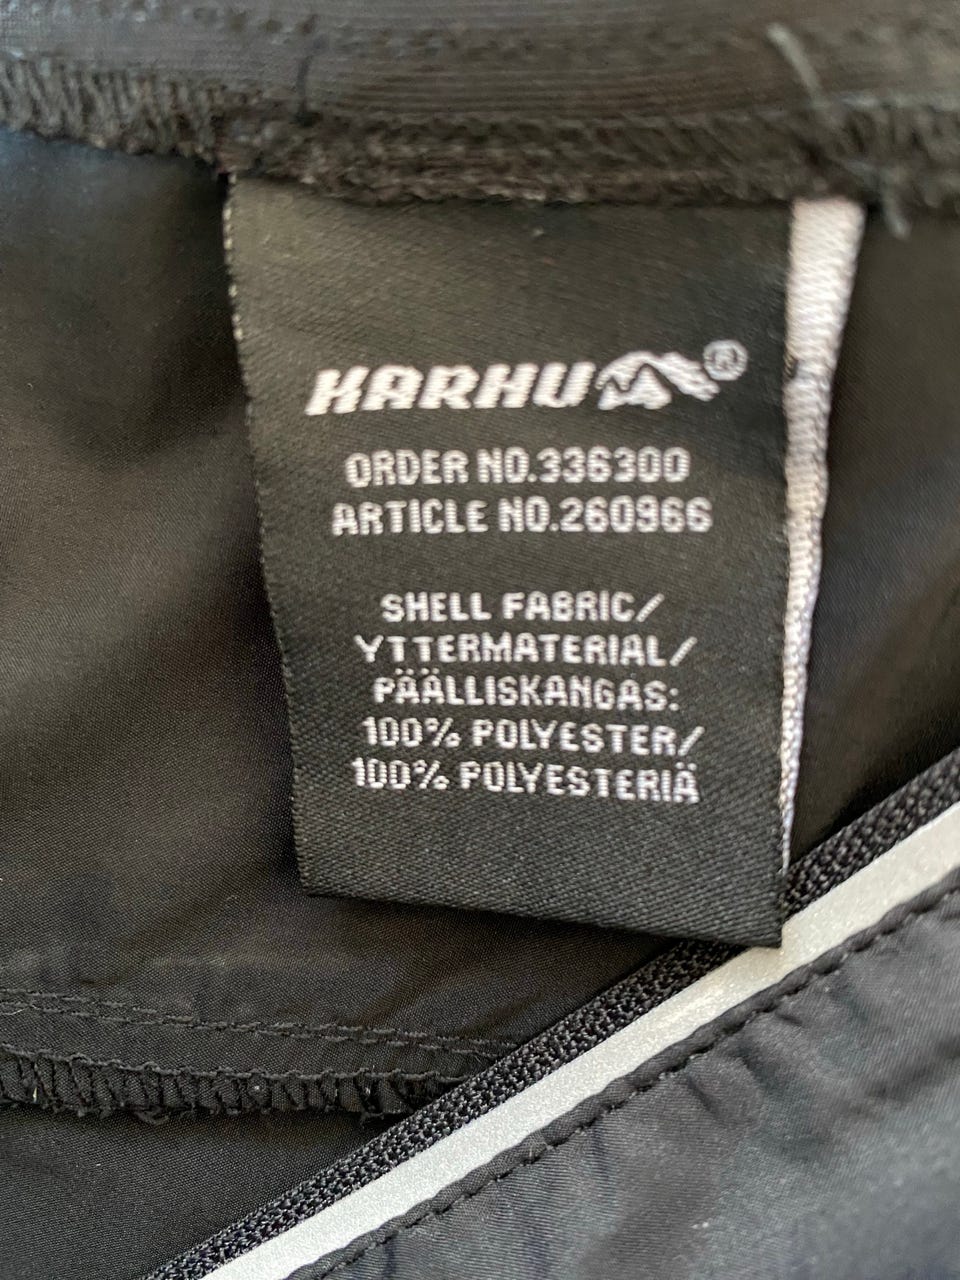 KARHU®
ORDER NO.336300
ARTICLE NO.260966
SHELL FABRIC/
YTTERMATERIAL/
PÄÄLLISKANGAS:
100% POLYESTER/
100% POLYESTERIÄ